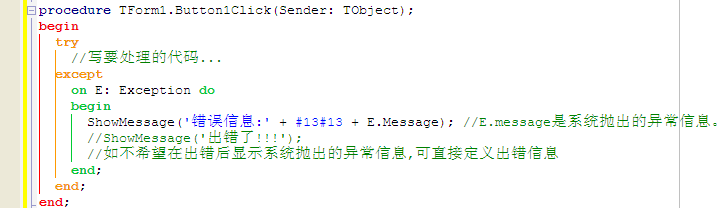 procedure TForm1.Button1Click(Sender: TObject);
begin
try
//写要处理的代码...
except
on E: Exception do
begin
ShowMessage('错误信息:' + #13#13 + E.Message); //E.message是系统抛出的异常信息。
//ShowMessage('出错了!!!');
//如不希望在出错后显示系统抛出的异常信息,可直接定义出错信息
end;
end;
end;